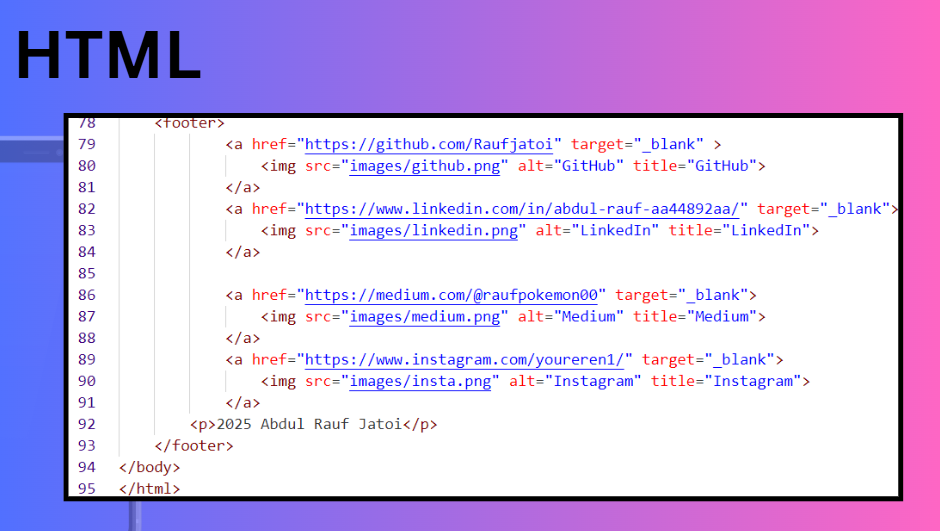 HTML
78 <footer>
79 <a href="https://github.com/Raufjatoi" target="_blank" >
80 <img src="images/github.png" alt="GitHub" title="GitHub">
81 </a>
82 <a href="https://www.linkedin.com/in/abdul-rauf-aa44892aa/" target="_blank">
83 <img src="images/linkedin.png" alt="LinkedIn" title="LinkedIn">
84 </a>
85
86 <a href="https://medium.com/@raufpokemon00" target="_blank">
87 <img src="images/medium.png" alt="Medium" title="Medium">
88 </a>
89 <a href="https://www.instagram.com/youreren1/" target="_blank">
90 <img src="images/insta.png" alt="Instagram" title="Instagram">
91 </a>
92 <p>2025 Abdul Rauf Jatoi</p>
93 </footer>
94 </body>
95 </html>